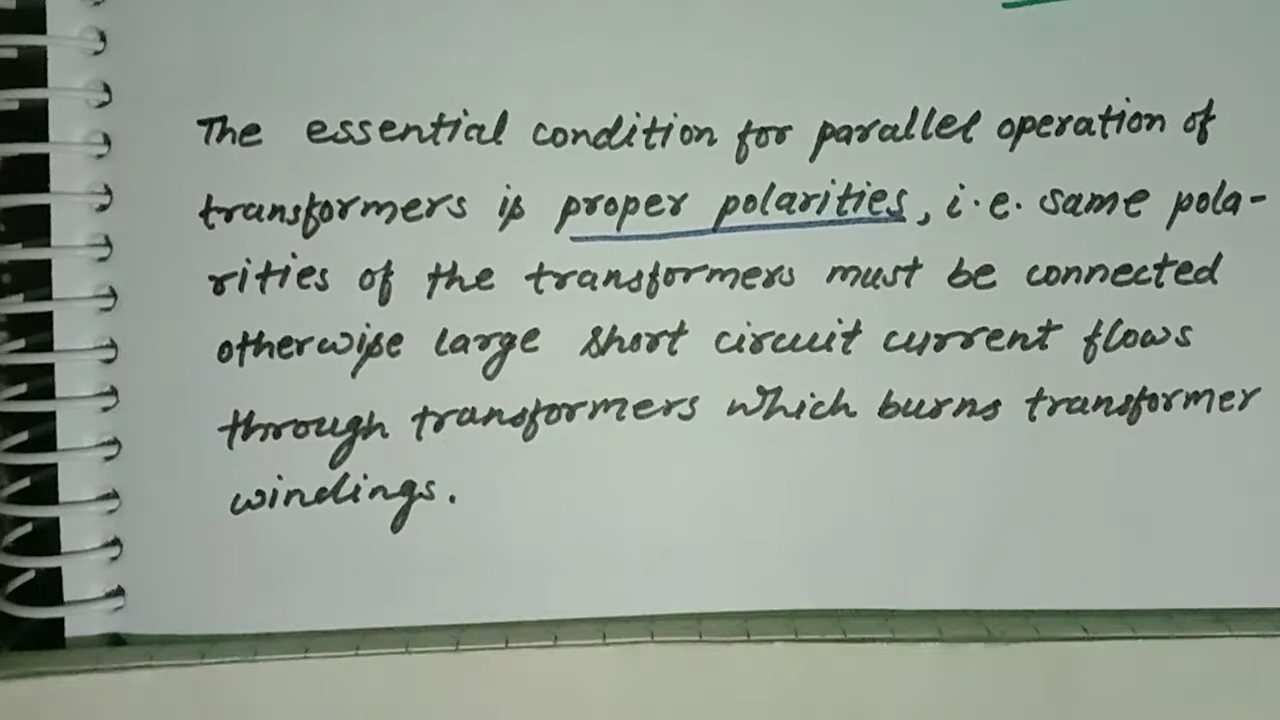 The essential condition for parallel operation of
transformers is proper polarities, i.e. same pola-
rities of the transformers must be connected
otherwise large short circuit current flows
through transformers which burns transformer
windings.